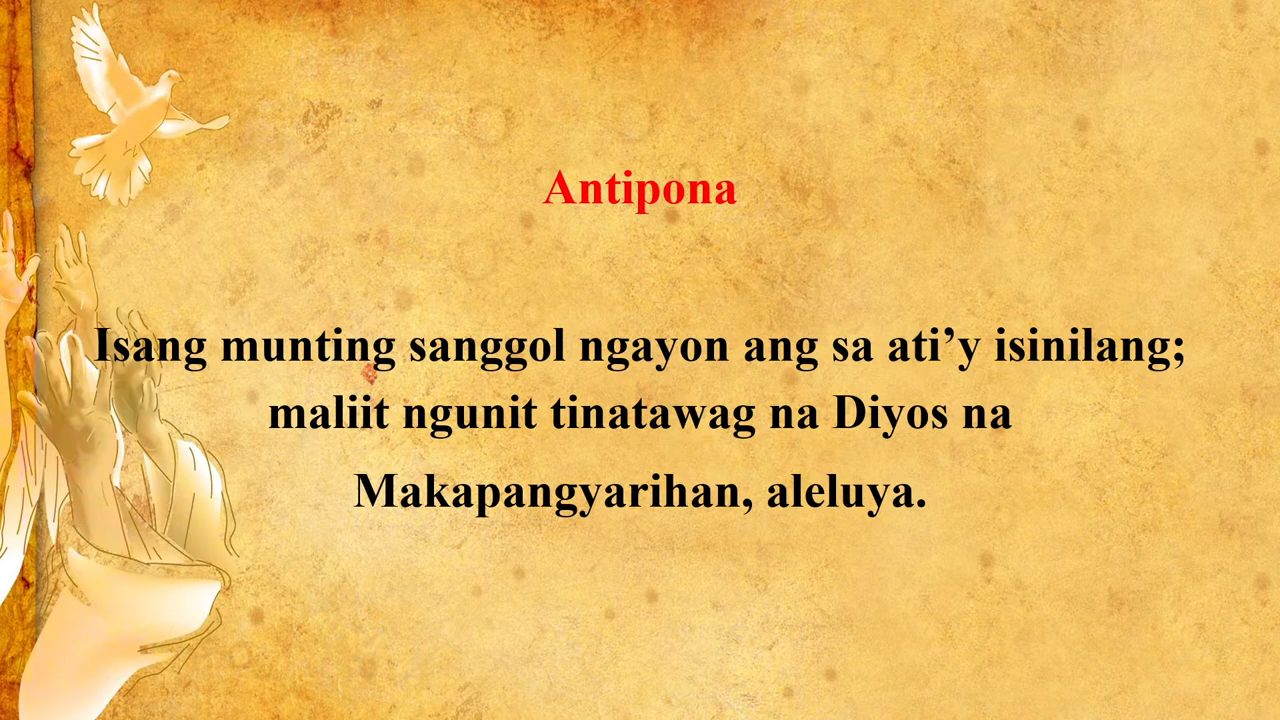 Antipona
Isang munting sanggol ngayon ang sa ati’y isinilang;
maliit ngunit tinatawag na Diyos na
Makapangyarihan, aleluya.